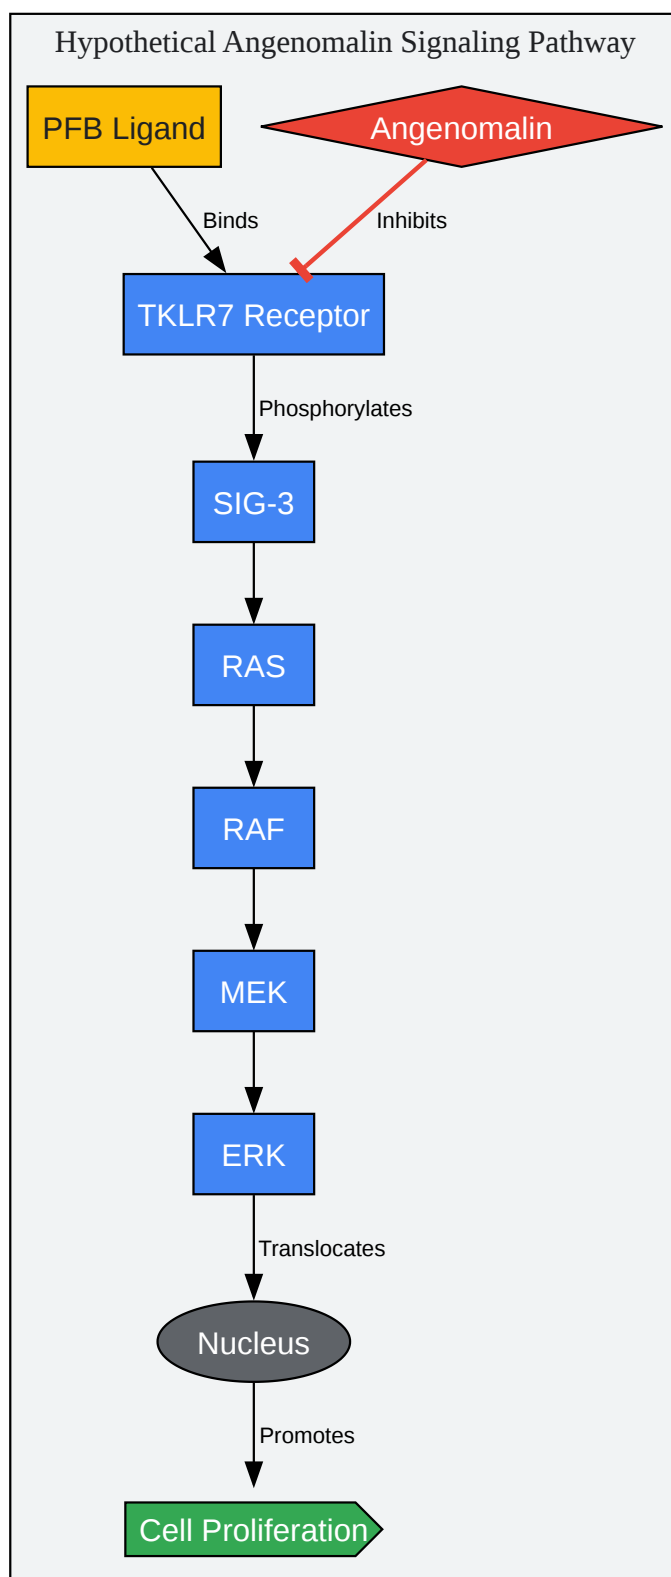 Hypothetical Angenomalin Signaling Pathway
PFB Ligand
Angenomalin
Binds
Inhibits
TKLR7 Receptor
Phosphorylates
SIG-3
RAS
RAF
MEK
ERK
Translocates
Nucleus
Promotes
Cell Proliferation